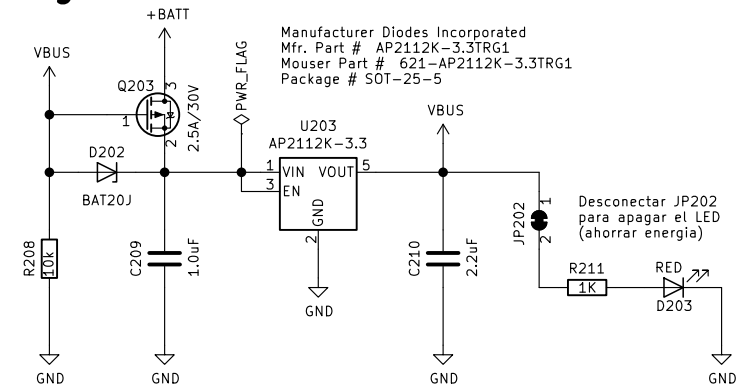 +BATT
Manufacturer Diodes Incorporated
Mfr. Part # AP2112K-3.3TRG1
Mouser Part # 621-AP2112K-3.3TRG1
Package # SOT-25-5
VBUS
Q203
3
1
2
2.5A/30V
PWR_FLAG
U203
AP2112K-3.3
VBUS
D202
BAT20J
1 VIN VOUT 5
3 EN
GND
2
GND
JP202
1
2
Desconectar JP202
para apagar el LED
(ahorrar energia)
R208
10k
C209
1.0uF
C210
2.2uF
R211
1K
RED
D203
GND
GND
GND
GND